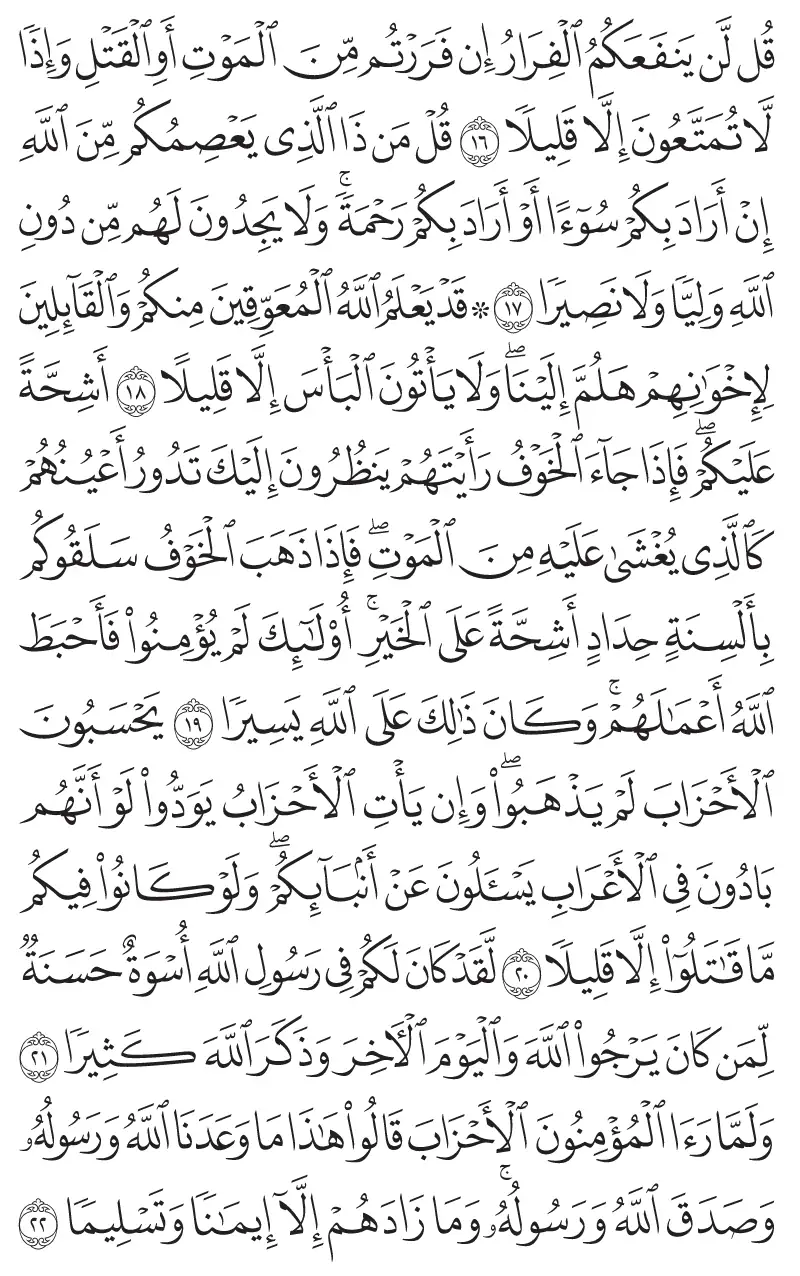 قُل لَّن يَنفَعَكُمُ ٱلْفِرَارُ إِن فَرَرْتُم مِّنَ ٱلْمَوْتِ أَوِ ٱلْقَتْلِ وَإِذًا
لَّا تُمَتَّعُونَ إِلَّا قَلِيلًا ١٦ قُلْ مَن ذَا ٱلَّذِى يَعْصِمُكُم مِّنَ ٱللَّهِ
إِنْ أَرَادَ بِكُمْ سُوٓءًا أَوْ أَرَادَ بِكُمْ رَحْمَةً ۚ وَلَا يَجِدُونَ لَهُم مِّن دُونِ
ٱللَّهِ وَلِيًّا وَلَا نَصِيرًا ١٧ * قَدْ يَعْلَمُ ٱللَّهُ ٱلْمُعَوِّقِينَ مِنكُمْ وَٱلْقَآئِلِينَ
لِإِخْوَٰنِهِمْ هَلُمَّ إِلَيْنَا ۖ وَلَا يَأْتُونَ ٱلْبَأْسَ إِلَّا قَلِيلًا ١٨ أَشِحَّةً
عَلَيْكُمْ ۖ فَإِذَا جَآءَ ٱلْخَوْفُ رَأَيْتَهُمْ يَنظُرُونَ إِلَيْكَ تَدُورُ أَعْيُنُهُمْ
كَٱلَّذِى يُغْشَىٰ عَلَيْهِ مِنَ ٱلْمَوْتِ ۖ فَإِذَا ذَهَبَ ٱلْخَوْفُ سَلَقُوكُم
بِأَلْسِنَةٍ حِدَادٍ أَشِحَّةً عَلَى ٱلْخَيْرِ ۚ أُو۟لَـٰٓئِكَ لَمْ يُؤْمِنُوا۟ فَأَحْبَطَ
ٱللَّهُ أَعْمَـٰلَهُمْ ۚ وَكَانَ ذَٰلِكَ عَلَى ٱللَّهِ يَسِيرًا ١٩ يَحْسَبُونَ
ٱلْأَحْزَابَ لَمْ يَذْهَبُوا۟ ۖ وَإِن يَأْتِ ٱلْأَحْزَابُ يَوَدُّوا۟ لَوْ أَنَّهُم
بَادُونَ فِى ٱلْأَعْرَابِ يَسْـَٔلُونَ عَنْ أَنۢبَآئِكُمْ ۖ وَلَوْ كَانُوا۟ فِيكُم
مَّا قَـٰتَلُوٓا۟ إِلَّا قَلِيلًا ٢٠ لَّقَدْ كَانَ لَكُمْ فِى رَسُولِ ٱللَّهِ أُسْوَةٌ حَسَنَةٌ
لِّمَن كَانَ يَرْجُوا۟ ٱللَّهَ وَٱلْيَوْمَ ٱلْـَٔاخِرَ وَذَكَرَ ٱللَّهَ كَثِيرًا ٢١
وَلَمَّا رَءَا ٱلْمُؤْمِنُونَ ٱلْأَحْزَابَ قَالُوا۟ هَـٰذَا مَا وَعَدَنَا ٱللَّهُ وَرَسُولُهُۥ
وَصَدَقَ ٱللَّهُ وَرَسُولُهُۥ ۚ وَمَا زَادَهُمْ إِلَّآ إِيمَـٰنًا وَتَسْلِيمًا ٢٢